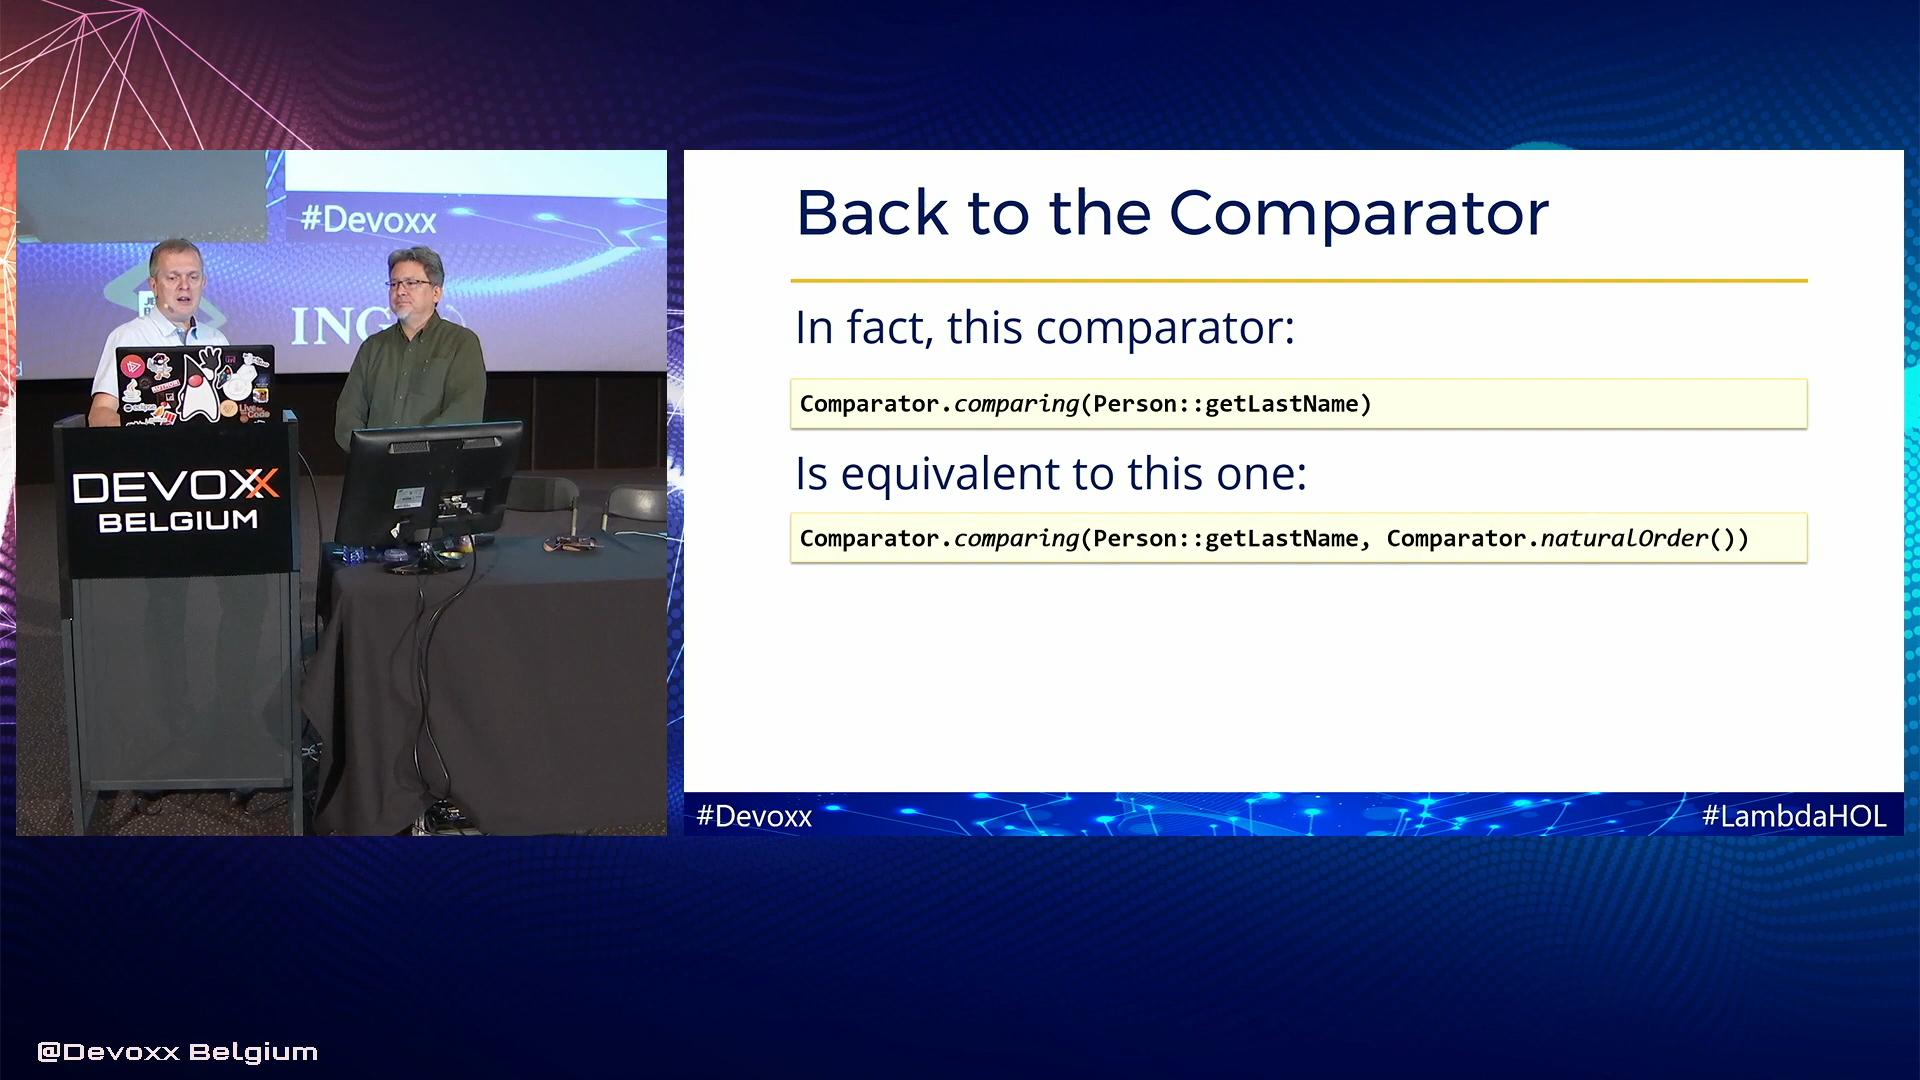 #Devoxx
ING
DEVOXX
BELGIUM
Back to the Comparator
In fact, this comparator:
Comparator.comparing(Person::getLastName)
Is equivalent to this one:
Comparator.comparing(Person::getLastName, Comparator.naturalOrder())
#Devoxx
#LambdaHOL
@Devoxx Belgium